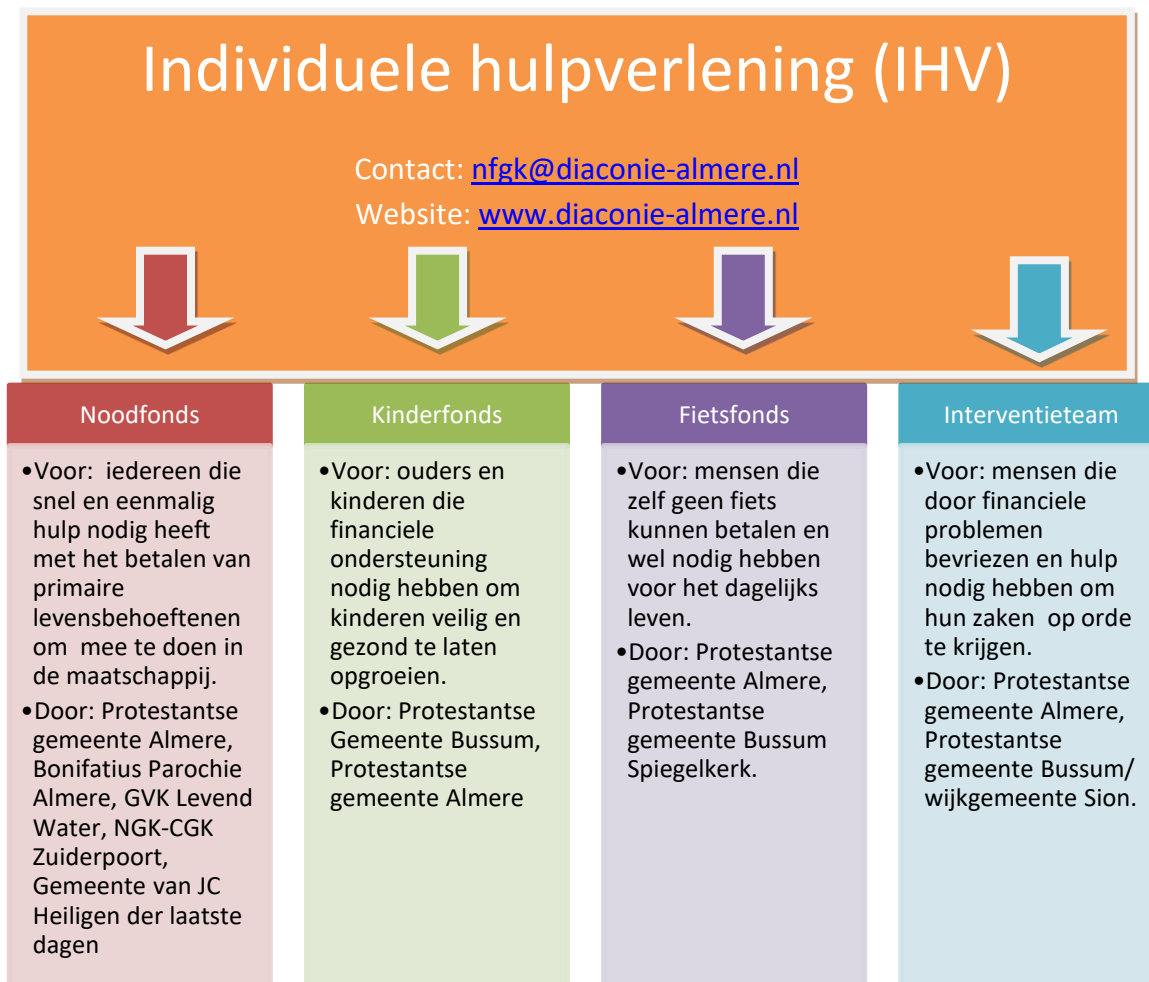 Individuele hulpverlening (IHV)
Contact: nfgk@diaconie-almere.nl
Website: www.diaconie-almere.nl
Noodfonds
•Voor: iedereen die
snel en eenmalig
hulp nodig heeft
met het betalen van
primaire
levensbehoeftenen
om mee te doen in
de maatschappij.
•Door: Protestantse
gemeente Almere,
Bonifatius Parochie
Almere, GVK Levend
Water, NGK-CGK
Zuiderpoort,
Gemeente van JC
Heiligen der laatste
dagen
Kinderfonds
•Voor: ouders en
kinderen die
financiele
ondersteuning
nodig hebben om
kinderen veilig en
gezond te laten
opgroeien.
•Door: Protestantse
Gemeente Bussum,
Protestantse
gemeente Almere
Fietsfonds
•Voor: mensen die
zelf geen fiets
kunnen betalen en
wel nodig hebben
voor het dagelijks
leven.
•Door: Protestantse
gemeente Almere,
Protestantse
gemeente Bussum
Spiegelkerk.
Interventieteam
•Voor: mensen die
door financiele
problemen
bevriezen en hulp
nodig hebben om
hun zaken op orde
te krijgen.
•Door: Protestantse
gemeente Almere,
Protestantse
gemeente Bussum/
wijkgemeente Sion.